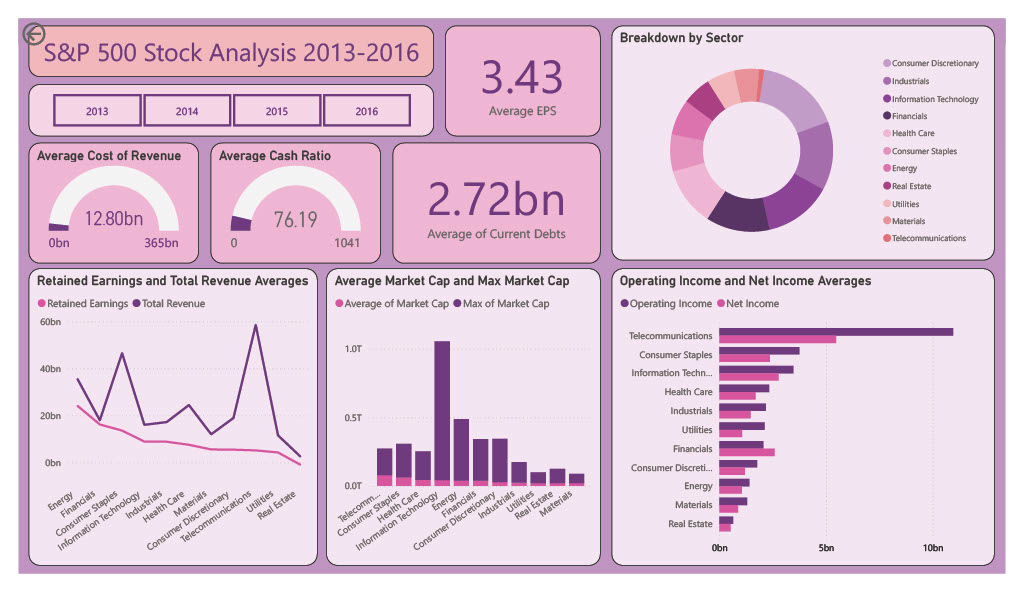 S&P 500 Stock Analysis 2013-2016
2013
2014
2015
2016
3.43
Average EPS
Breakdown by Sector
Consumer Discretionary
Industrials
Information Technology
Financials
Health Care
Consumer Staples
Energy
Real Estate
Utilities
Materials
Telecommunications
Average Cost of Revenue
12.80bn
0bn
365bn
Average Cash Ratio
76.19
0
1041
2.72bn
Average of Current Debts
Retained Earnings and Total Revenue Averages
Retained Earnings
Total Revenue
60bn
40bn
20bn
0bn
Energy
Financials
Consumer Staples
Information Technology
Industrials
Health Care
Materials
Consumer Discretionary
Telecommunications
Utilities
Real Estate
Average Market Cap and Max Market Cap
Average of Market Cap
Max of Market Cap
1.0T
0.5T
0.0T
Telecomm...
Consumer Staples
Health Care
Information Technology
Energy
Financials
Consumer Discretionary
Industrials
Utilities
Real Estate
Materials
Operating Income and Net Income Averages
Operating Income
Net Income
Telecommunications
Consumer Staples
Information Techn...
Health Care
Industrials
Utilities
Financials
Consumer Discreti...
Energy
Materials
Real Estate
0bn
5bn
10bn